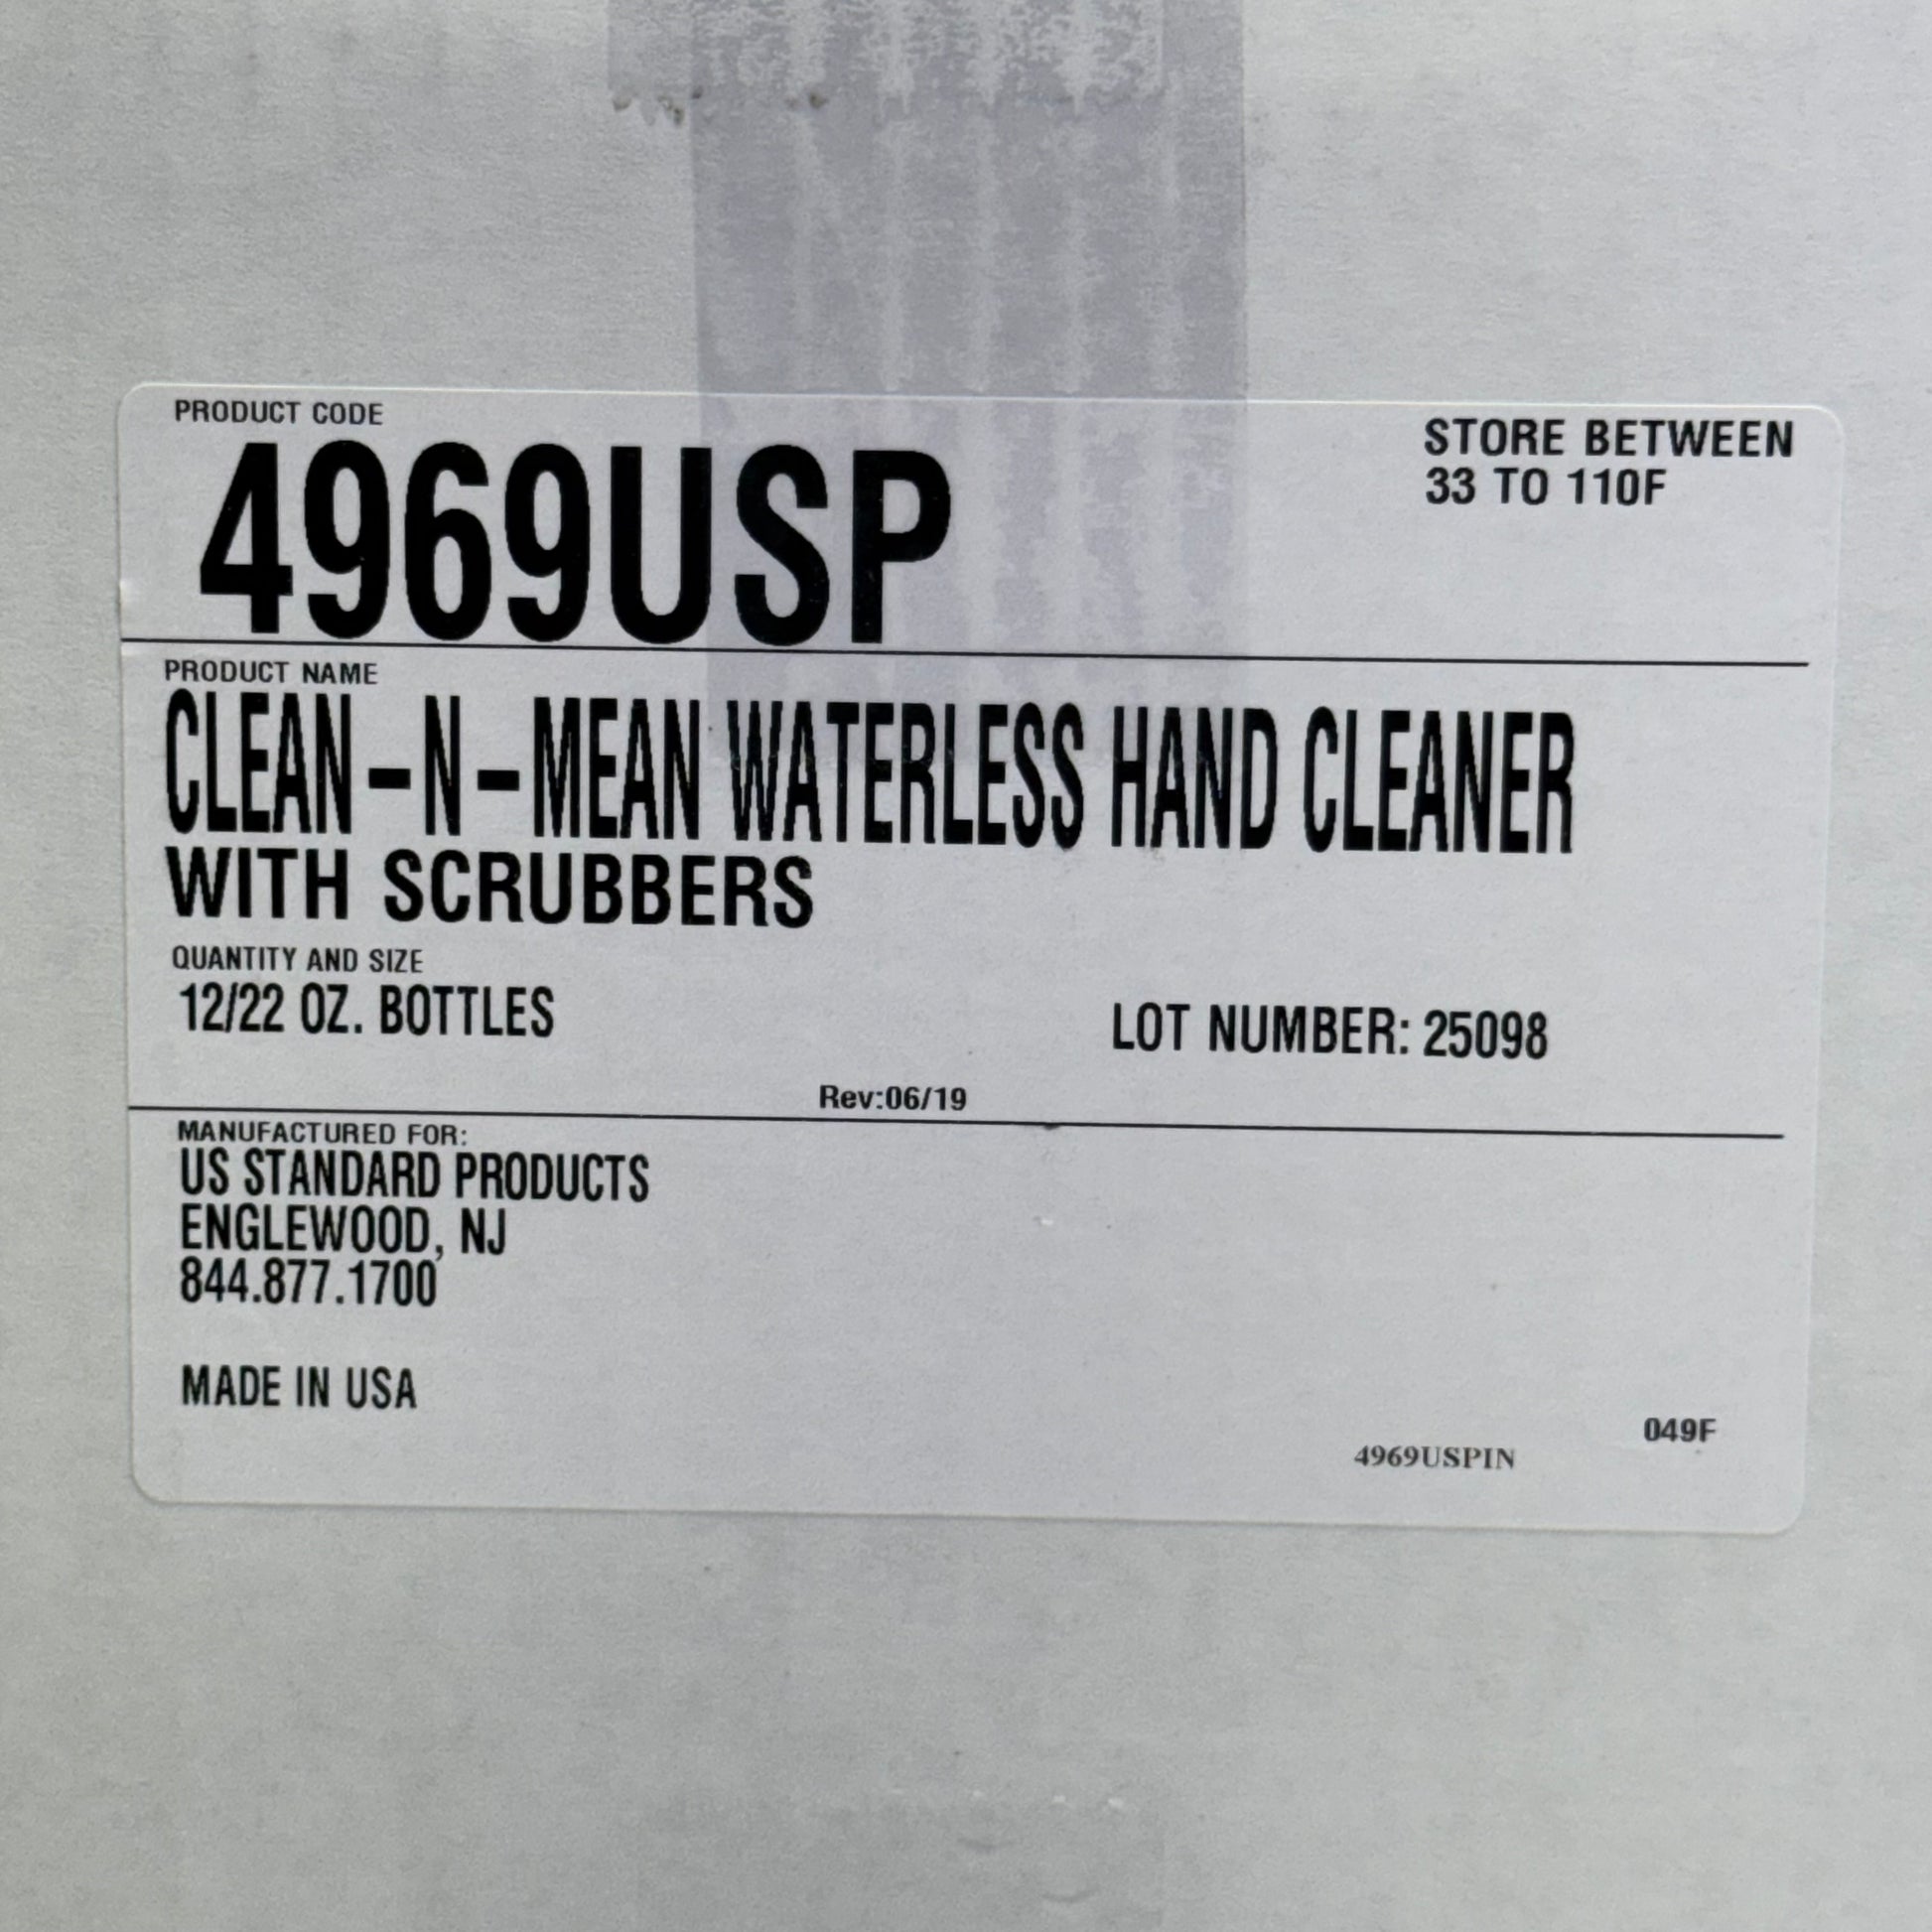 PRODUCT CODE
4969USP
STORE BETWEEN
33 TO 110F
PRODUCT NAME
CLEAN-N-MEAN WATERLESS HAND CLEANER
WITH SCRUBBERS
QUANTITY AND SIZE
12/22 OZ. BOTTLES
LOT NUMBER: 25098
Rev:06/19
MANUFACTURED FOR:
US STANDARD PRODUCTS
ENGLEWOOD, NJ
844.877.1700
MADE IN USA
049F
4969USPIN